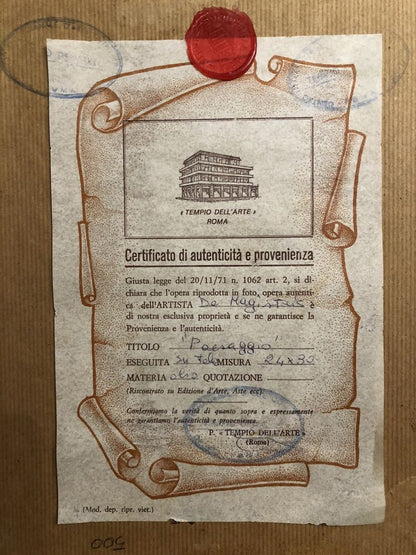 « TEMPIO DELL'ARTE »
ROMA
Certificato di autenticità e provenienza
Giusta legge del 20/11/71 n. 1062 art. 2, si di-
chiara che l'opera riprodotta in foto, opera autenti-
ca dell'ARTISTA De Magistris è
di nostra esclusiva proprietà e se ne garantisce la
Provenienza e l'autenticità.
TITOLO "Paesaggio"
ESEGUITA su tela MISURA 24x30
MATERIA olio QUOTAZIONE
(Riscontrato su Edizione d'Arte, Aste ecc)
Confermiamo la verità di quanto sopra e espressamente
ne garantiamo l'autenticità e provenienza.
P. « TEMPIO DELL'ARTE »
(Roma)
(Mod. dep. ripr. viet.)
500